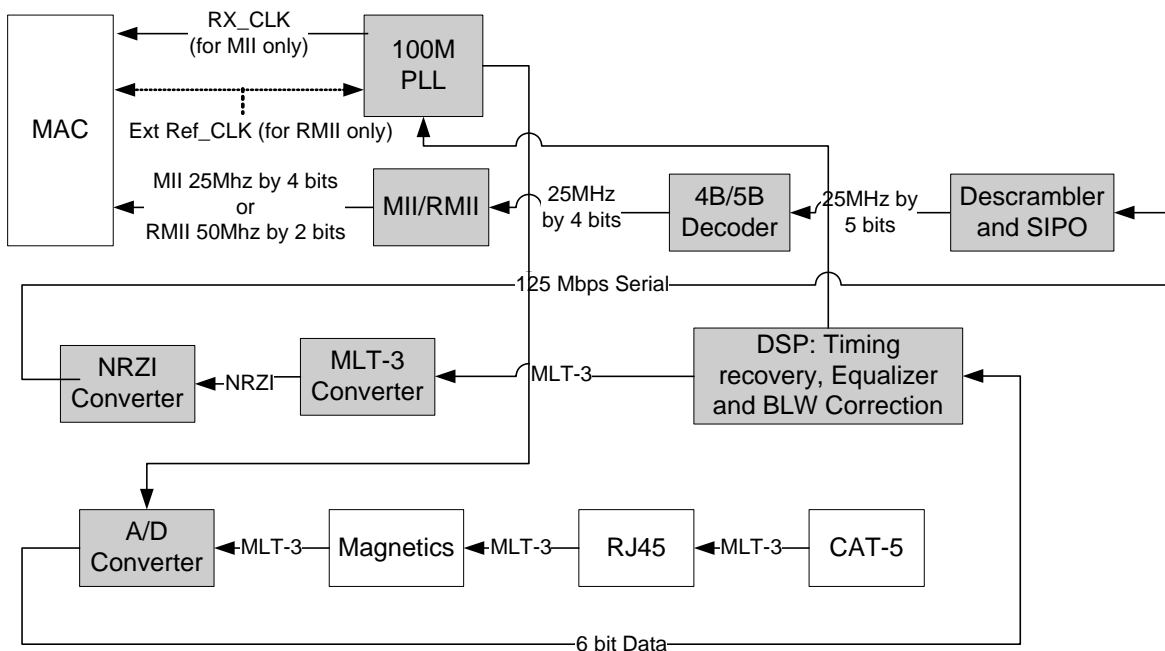 RX_CLK
(for MII only)
100M
PLL
MAC
Ext Ref_CLK (for RMII only)
MII 25Mhz by 4 bits
or
RMII 50Mhz by 2 bits
MII/RMII
25MHz
by 4 bits
4B/5B
Decoder
25MHz by
5 bits
Descrambler
and SIPO
125 Mbps Serial
NRZI
Converter
NRZI
MLT-3
Converter
MLT-3
DSP: Timing
recovery, Equalizer
and BLW Correction
A/D
Converter
MLT-3
Magnetics
MLT-3
RJ45
MLT-3
CAT-5
6 bit Data